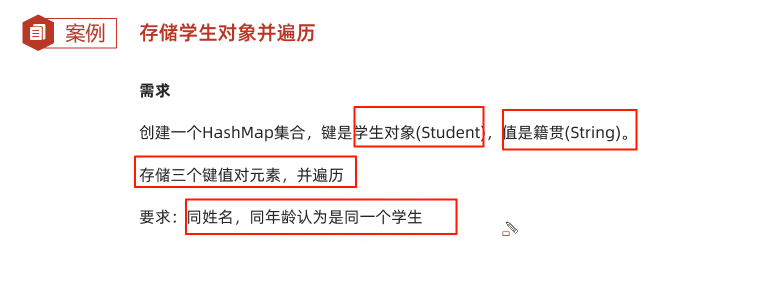 案例 存储学生对象并遍历
需求
创建一个HashMap集合，键是学生对象(Student)，值是籍贯(String)。
存储三个键值对元素，并遍历
要求：同姓名，同年龄认为是同一个学生